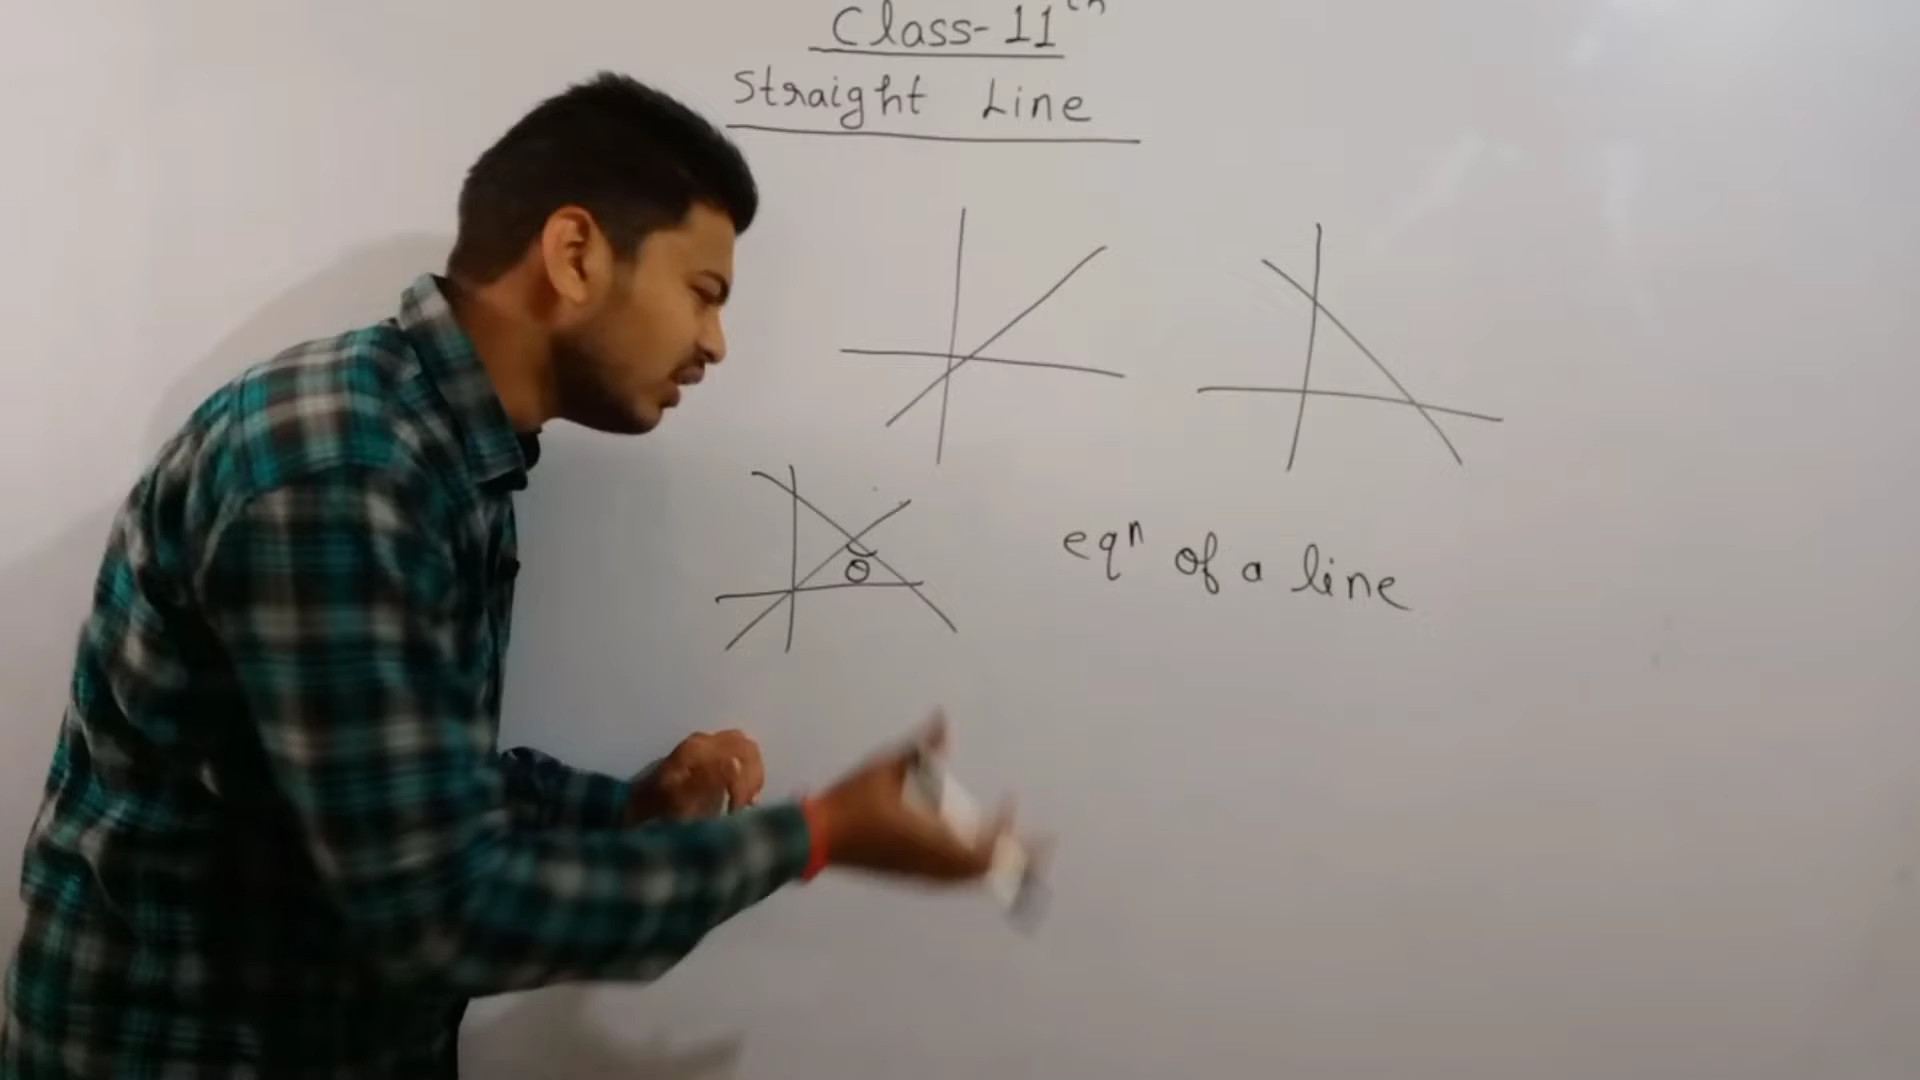 Class-11th
Straight Line
θ
eqn of a line